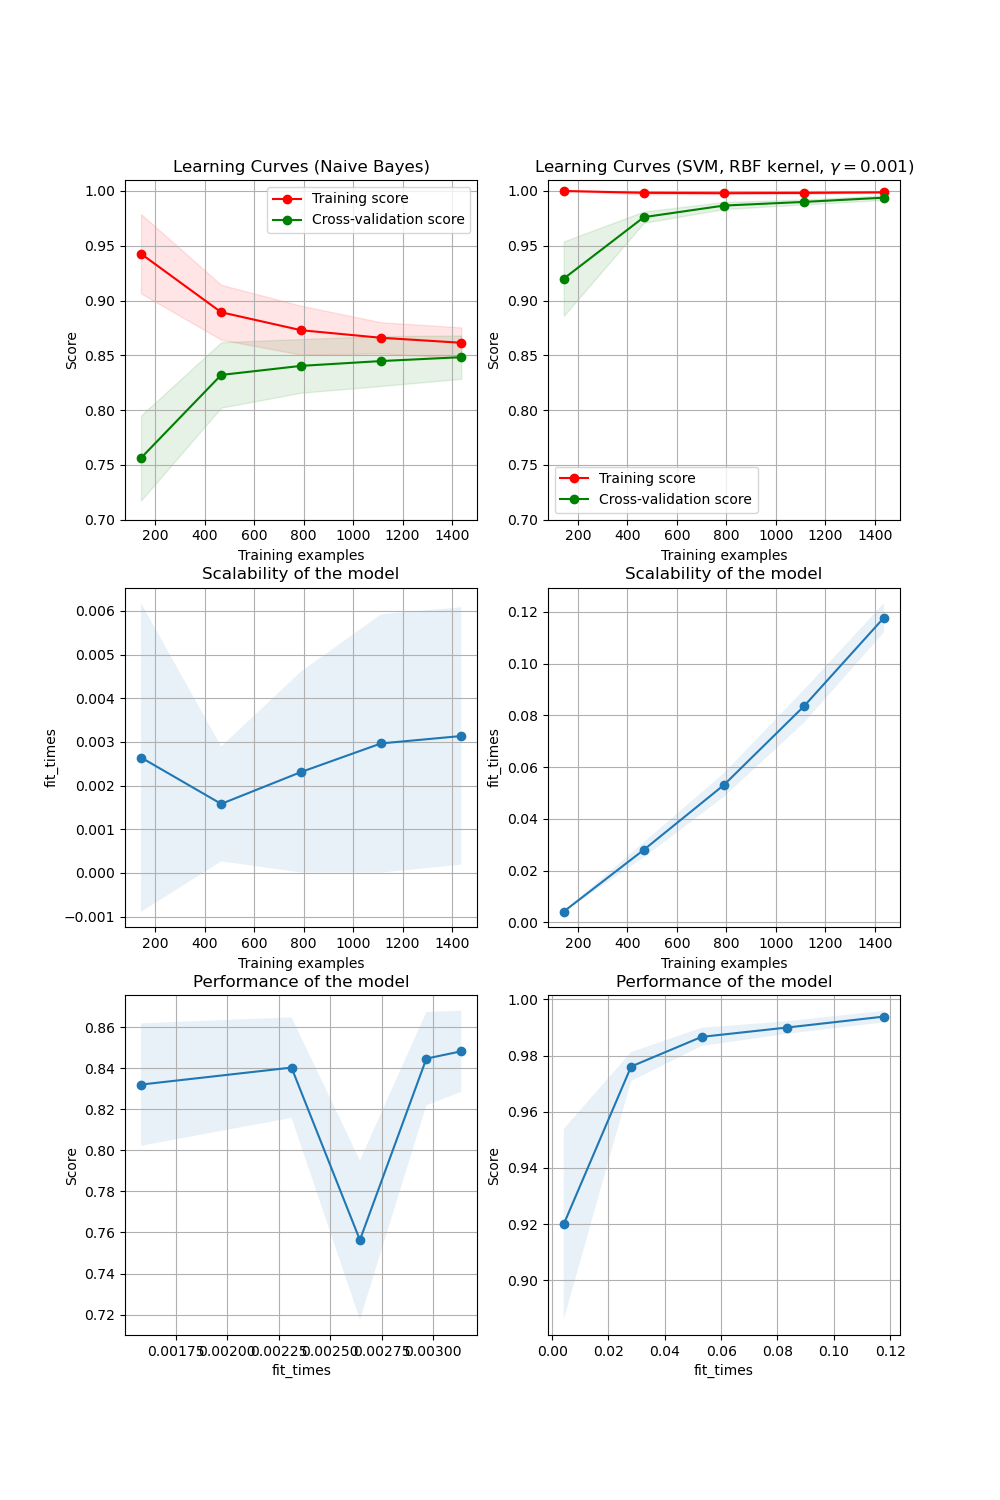 Learning Curves (Naive Bayes)
1.00
0.95
0.90
0.85
0.80
0.75
0.70
Score
Training score
Cross-validation score
200 400 600 800 1000 1200 1400
Training examples
Learning Curves (SVM, RBF kernel, γ = 0.001)
1.00
0.95
0.90
0.85
0.80
0.75
0.70
Score
Training score
Cross-validation score
200 400 600 800 1000 1200 1400
Training examples
Scalability of the model
0.006
0.005
0.004
0.003
0.002
0.001
0.000
−0.001
fit_times
200 400 600 800 1000 1200 1400
Training examples
Scalability of the model
0.12
0.10
0.08
0.06
0.04
0.02
0.00
fit_times
200 400 600 800 1000 1200 1400
Training examples
Performance of the model
0.86
0.84
0.82
0.80
0.78
0.76
0.74
0.72
Score
0.00175 0.00200 0.00225 0.00250 0.00275 0.00300
fit_times
Performance of the model
1.00
0.98
0.96
0.94
0.92
0.90
Score
0.00 0.02 0.04 0.06 0.08 0.10 0.12
fit_times